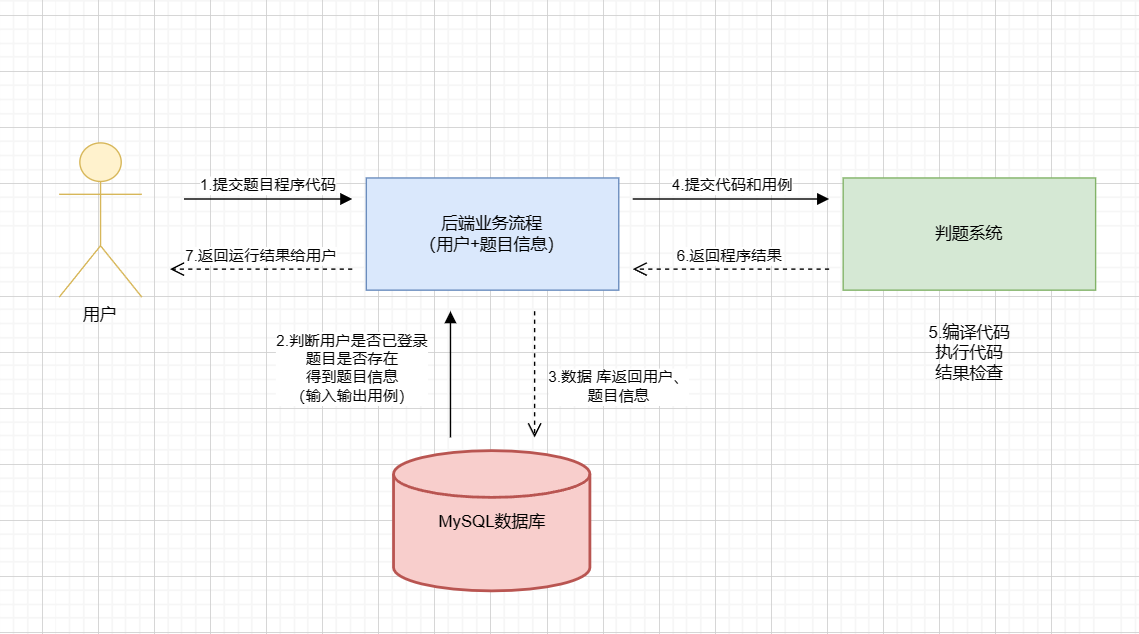 1.提交题目程序代码
后端业务流程
(用户+题目信息)
4.提交代码和用例
判题系统
7.返回运行结果给用户
6.返回程序结果
用户
2.判断用户是否已登录
题目是否存在
得到题目信息
(输入输出用例)
3.数据 库返回用户、
题目信息
5.编译代码
执行代码
结果检查
MySQL数据库